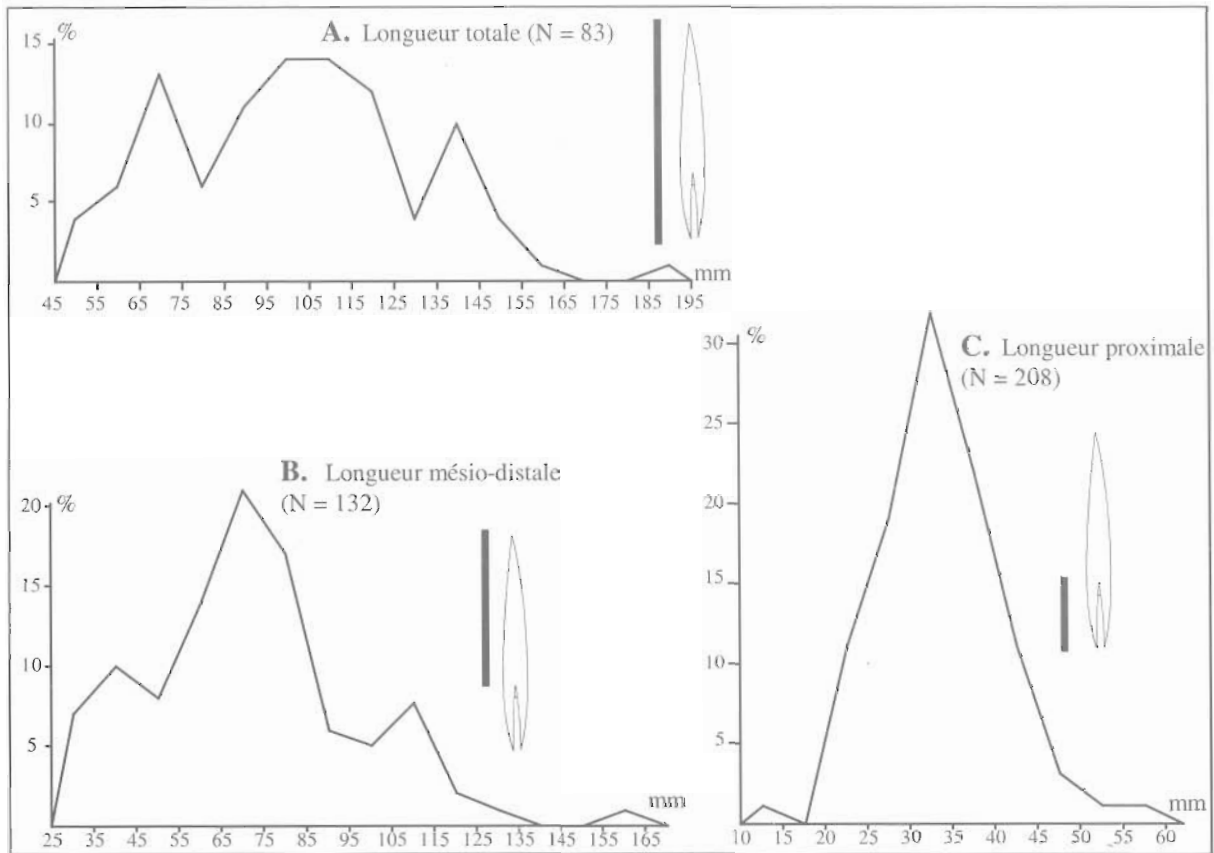 A. Longueur totale (N = 83)
%
15
10
5
mm
45 55 65 75 85 95 105 115 125 135 145 155 165 175 185 195
B. Longueur mésio-distale
(N = 132)
20 %
15
10
5
mm
25 35 45 55 65 75 85 95 105 115 125 135 145 155 165
C. Longueur proximale
(N = 208)
30 %
25
20
15
10
5
mm
10 20 25 30 35 40 45 50 55 60